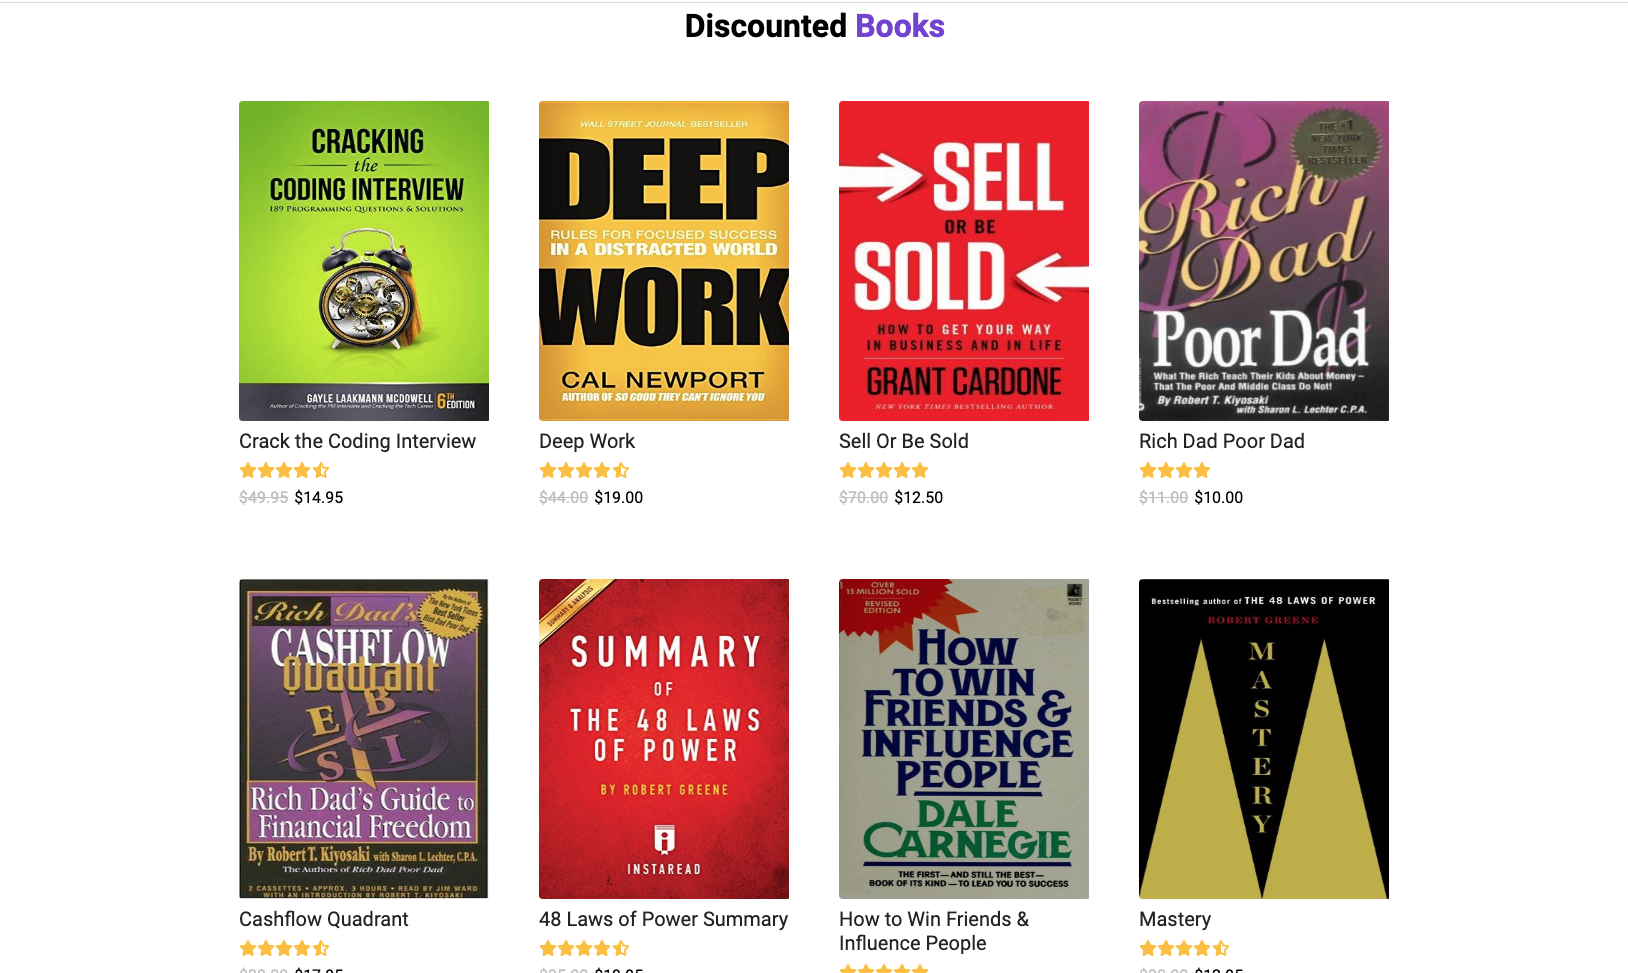 Discounted Books
CRACKING
the
CODING INTERVIEW
189 PROGRAMMING QUESTIONS & SOLUTIONS
GAYLE LAAKMANN MCDOWELL
Author of Cracking the PM Interview and Cracking the Tech Career
6TH EDITION
Crack the Coding Interview
$49.95 $14.95
WALL STREET JOURNAL BESTSELLER
DEEP
RULES FOR FOCUSED SUCCESS
IN A DISTRACTED WORLD
WORK
CAL NEWPORT
AUTHOR OF SO GOOD THEY CAN'T IGNORE YOU
Deep Work
$44.00 $19.00
SELL
OR BE
SOLD
HOW TO GET YOUR WAY
IN BUSINESS AND IN LIFE
GRANT CARDONE
NEW YORK TIMES BESTSELLING AUTHOR
Sell Or Be Sold
$70.00 $12.50
THE #1
NEW YORK
TIMES
BESTSELLER
Rich
Dad
Poor Dad
What The Rich Teach Their Kids About Money –
That The Poor And Middle Class Do Not!
By Robert T. Kiyosaki
with Sharon L. Lechter C.P.A.
Rich Dad Poor Dad
$11.00 $10.00
By the Authors of
The New York Times
Best Seller
Rich Dad Poor Dad
Rich Dad's
CASHFLOW
Quadrant
E B
S I
Rich Dad's Guide to
Financial Freedom
By Robert T. Kiyosaki with Sharon L. Lechter, C.P.A.
The Authors of Rich Dad Poor Dad
2 CASSETTES • APPROX. 3 HOURS • READ BY JIM WARD
WITH AN INTRODUCTION BY ROBERT T. KIYOSAKI
Cashflow Quadrant
$17.95
SUMMARY & ANALYSIS
SUMMARY
OF
THE 48 LAWS
OF POWER
BY ROBERT GREENE
INSTAREAD
48 Laws of Power Summary
OVER
15 MILLION SOLD
REVISED
EDITION
POCKET
BOOKS
HOW
TO WIN
FRIENDS &
INFLUENCE
PEOPLE
DALE
CARNEGIE
THE FIRST—AND STILL THE BEST—
BOOK OF ITS KIND—TO LEAD YOU TO SUCCESS
How to Win Friends &
Influence People
Bestselling author of THE 48 LAWS OF POWER
ROBERT GREENE
MASTERY
Mastery